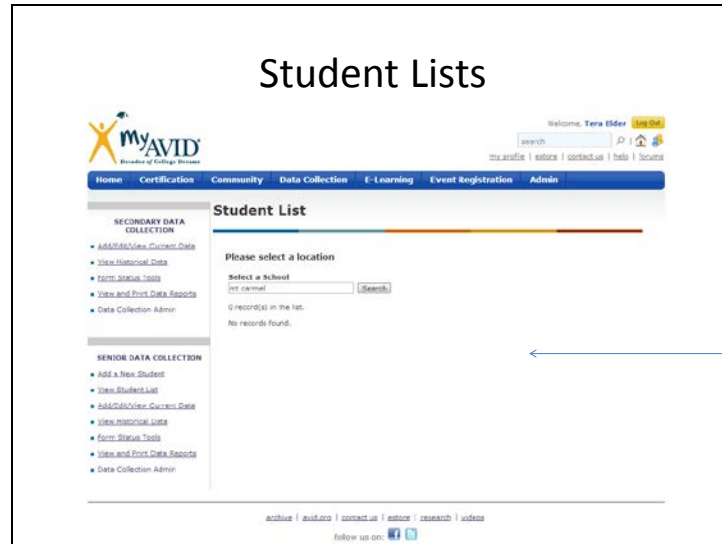 Student Lists
myAVID
Decades of College Dreams
Welcome, Tera Elder Log Out
search
my profile | estore | contact us | help | forums
Home Certification Community Data Collection E-Learning Event Registration Admin
SECONDARY DATA
COLLECTION
Add/Edit/View Current Data
View Historical Data
Form Status Tools
View and Print Data Reports
Data Collection Admin
SENIOR DATA COLLECTION
Add a New Student
View Student List
Add/Edit/View Current Data
View Historical Data
Form Status Tools
View and Print Data Reports
Data Collection Admin
Student List
Please select a location
Select a School
mt carmel Search
0 record(s) in the list.
No records found.
archive | avid.org | contact us | estore | research | videos
follow us on: